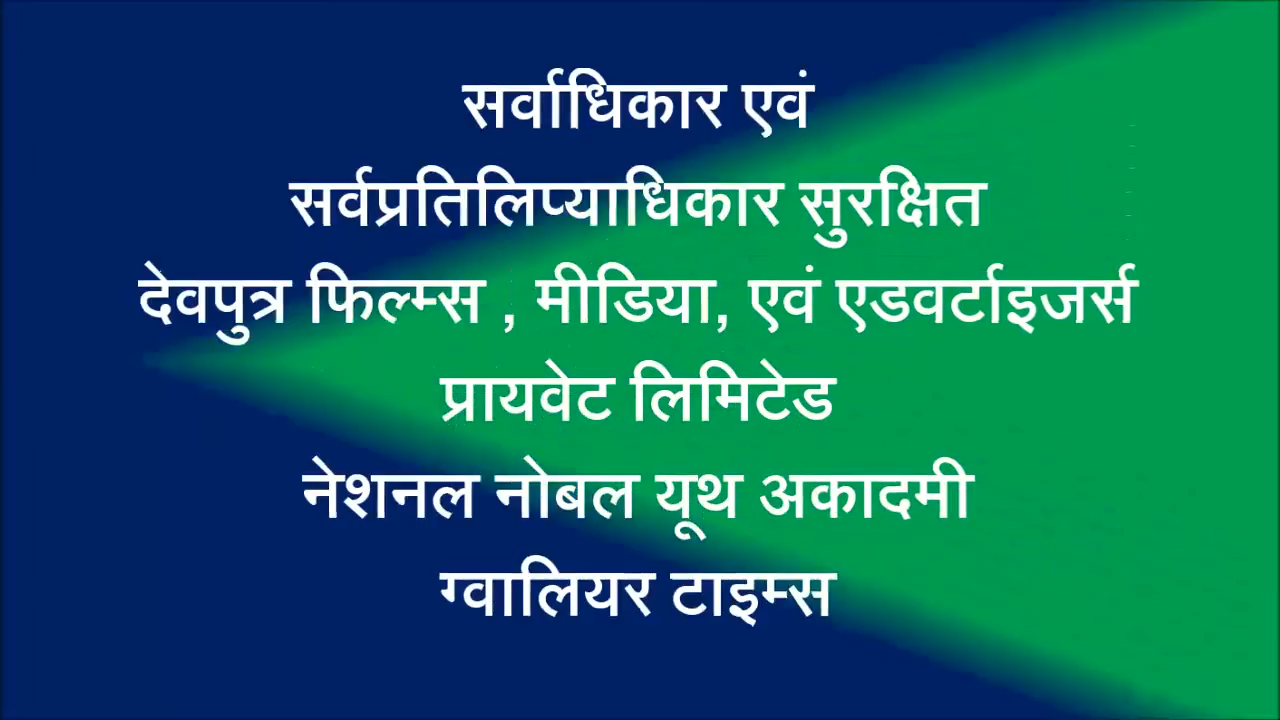 सर्वाधिकार एवं
सर्वप्रतिलिप्याधिकार सुरक्षित
देवपुत्र फिल्म्स , मीडिया, एवं एडवर्टाइजर्स
प्रायवेट लिमिटेड
नेशनल नोबल यूथ अकादमी
ग्वालियर टाइम्स